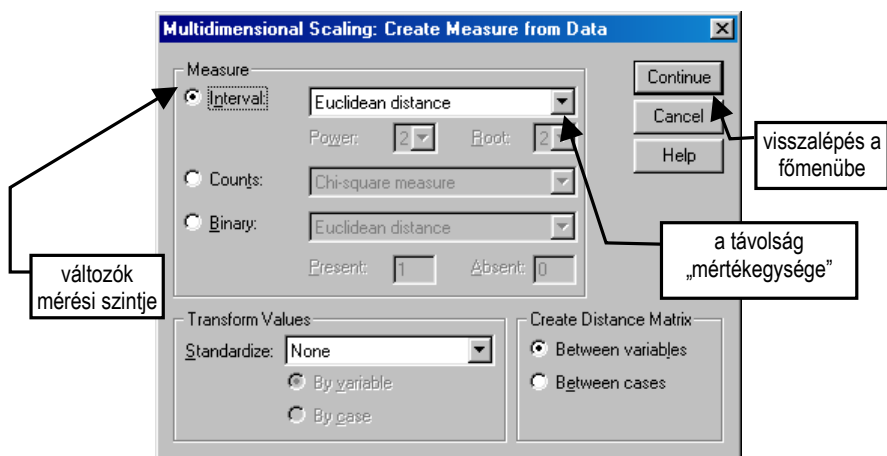 Multidimensional Scaling: Create Measure from Data
Measure
Interval:
Euclidean distance
Power: 2 Root: 2
Counts:
Chi-square measure
Binary:
Euclidean distance
Present: 1 Absent: 0
Continue
Cancel
Help
visszalépés a
főmenübe
a távolság
„mértékegysége”
változók
mérési szintje
Transform Values
Standardize: None
By variable
By case
Create Distance Matrix
Between variables
Between cases